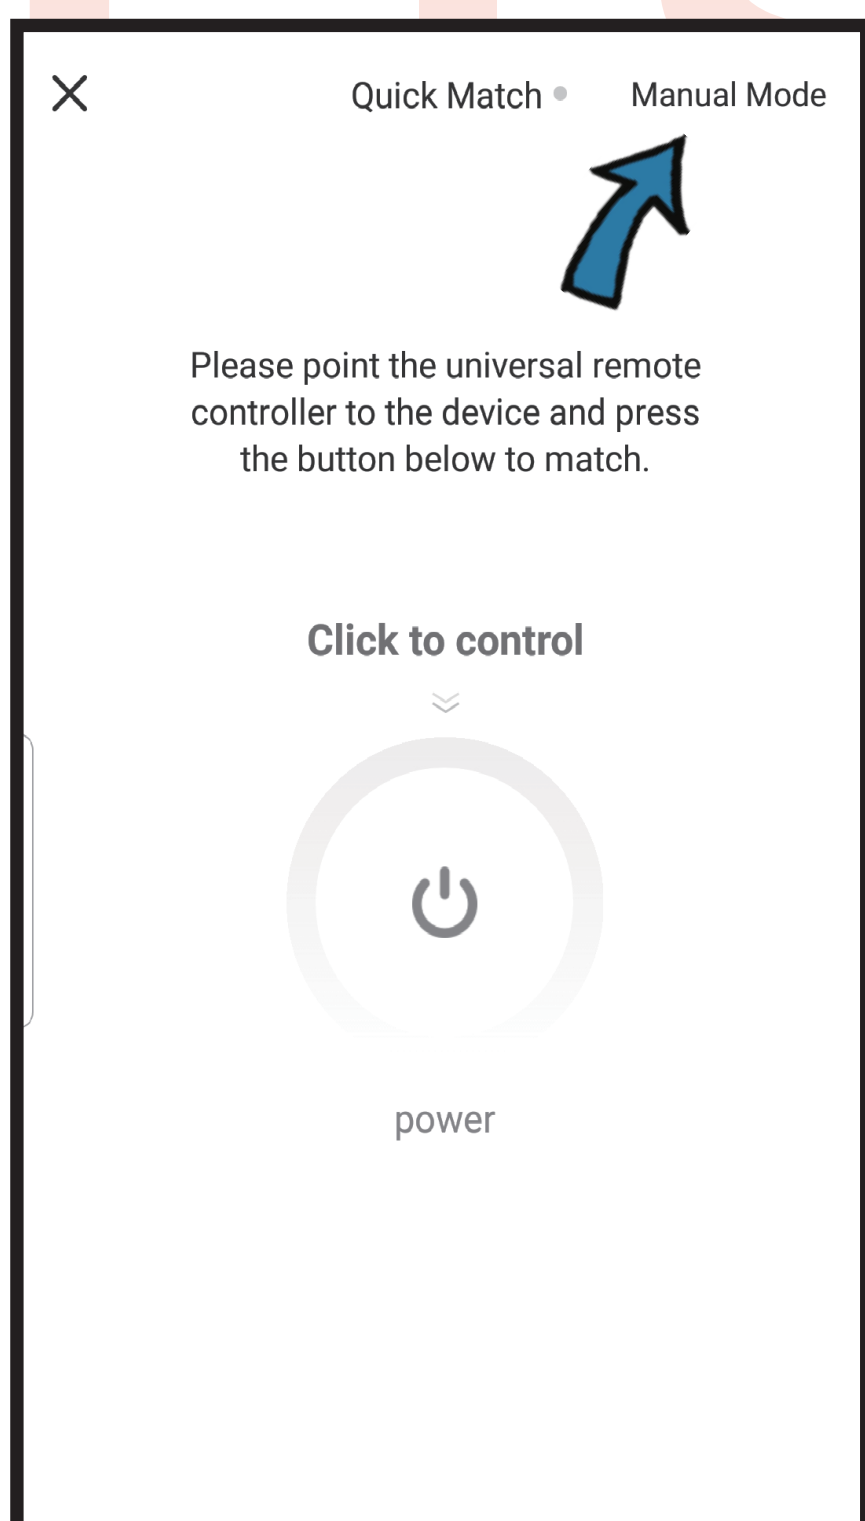 Quick Match
Manual Mode
Please point the universal remote
controller to the device and press
the button below to match.
Click to control
power